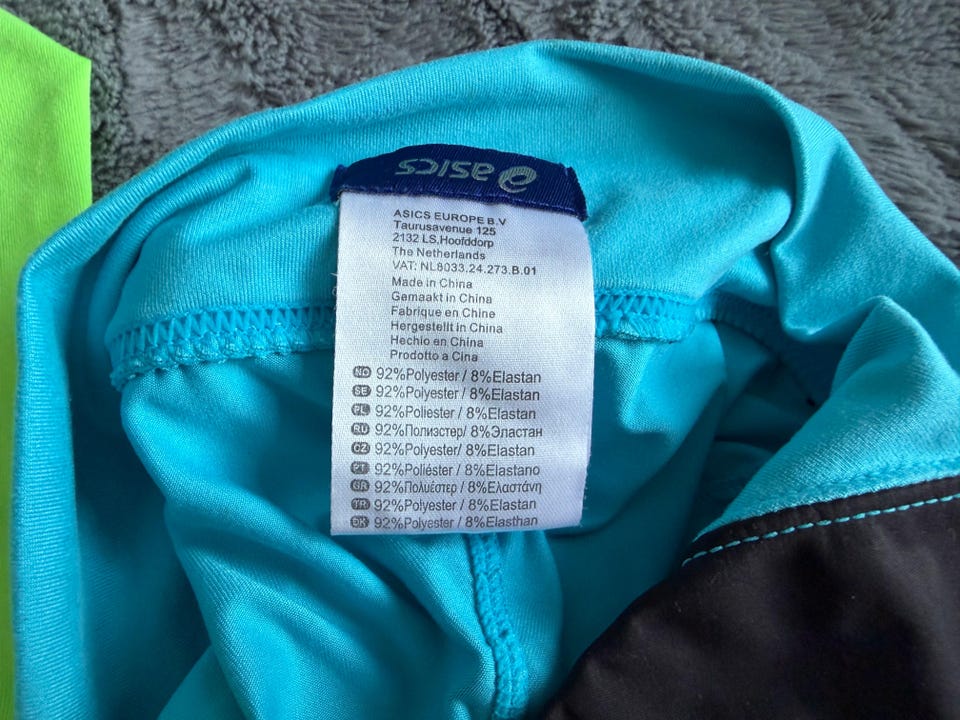 asics
ASICS EUROPE B.V
Taurusavenue 125
2132 LS,Hoofddorp
The Netherlands
VAT: NL8033.24.273.B.01
Made in China
Gemaakt in China
Fabrique en Chine
Hergestellt in China
Hechio en China
Prodotto a Cina
NO 92%Polyester / 8%Elastan
SE 92%Polyester / 8%Elastan
PL 92%Poliester / 8%Elastan
RU 92%Полиэстер/ 8%Эластан
CZ 92%Polyester/ 8%Elastan
PT 92%Poliéster / 8%Elastano
GR 92%Πολυέστερ / 8%Ελαστάνη
TR 92%Polyester / 8%Elastan
DK 92%Polyester / 8%Elasthan